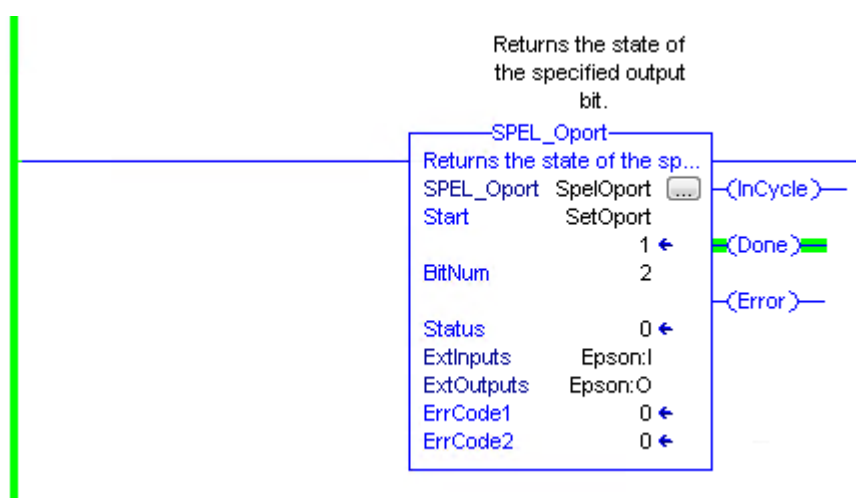 Returns the state of
the specified output
bit.
SPEL_Oport
Returns the state of the sp...
SPEL_Oport SpelOport ...
(InCycle)
Start SetOport
1
(Done)
BitNum 2
(Error)
Status 0
ExtInputs Epson:I
ExtOutputs Epson:O
ErrCode1 0
ErrCode2 0